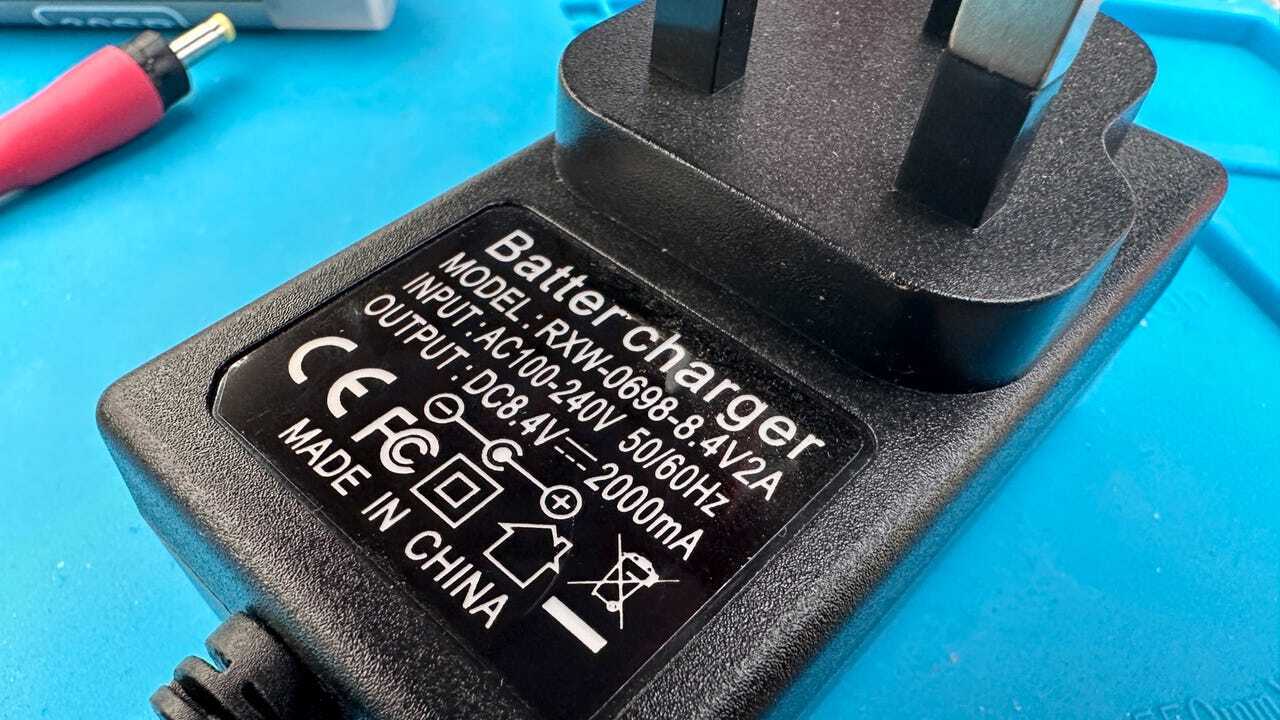 Battercharger
MODEL: RXW-0698-8.4V2A
INPUT:AC100-240V 50/60Hz
OUTPUT: DC8.4V⎓2000mA
CE FC
MADE IN CHINA